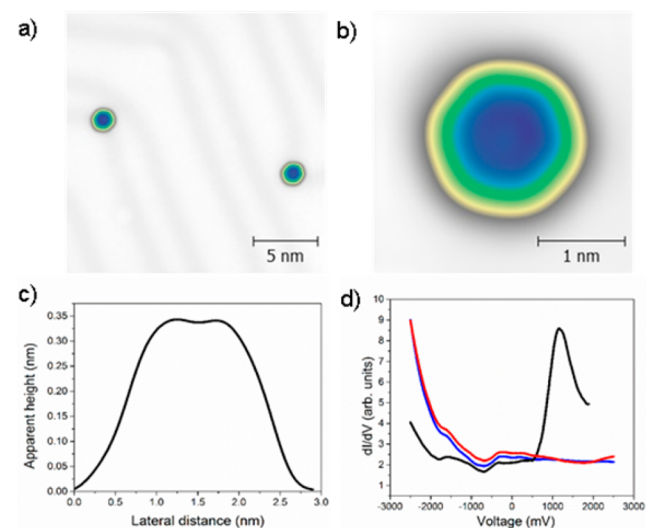 a)
5 nm
b)
1 nm
c)
Apparent height (nm)
0.35
0.30
0.25
0.20
0.15
0.10
0.05
0.00
0.0 0.5 1.0 1.5 2.0 2.5 3.0
Lateral distance (nm)
d)
dI/dV (arb. units)
10
9
8
7
6
5
4
3
2
1
-3000 -2000 -1000 0 1000 2000 3000
Voltage (mV)